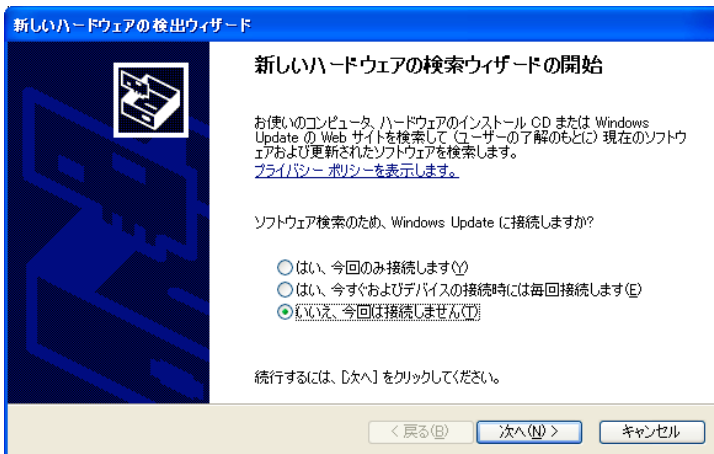 新しいハードウェアの検出ウィザード
新しいハードウェアの検索ウィザードの開始
お使いのコンピュータ、ハードウェアのインストール CD または Windows
Update の Web サイトを検索して (ユーザーの了解のもとに) 現在のソフトウ
ェアおよび更新されたソフトウェアを検索します。
プライバシー ポリシーを表示します。
ソフトウェア検索のため、Windows Update に接続しますか?
はい、今回のみ接続します(Y)
はい、今すぐおよびデバイスの接続時には毎回接続します(E)
いいえ、今回は接続しません(T)
続行するには、[次へ] をクリックしてください。
< 戻る(B) 次へ(N) > キャンセル